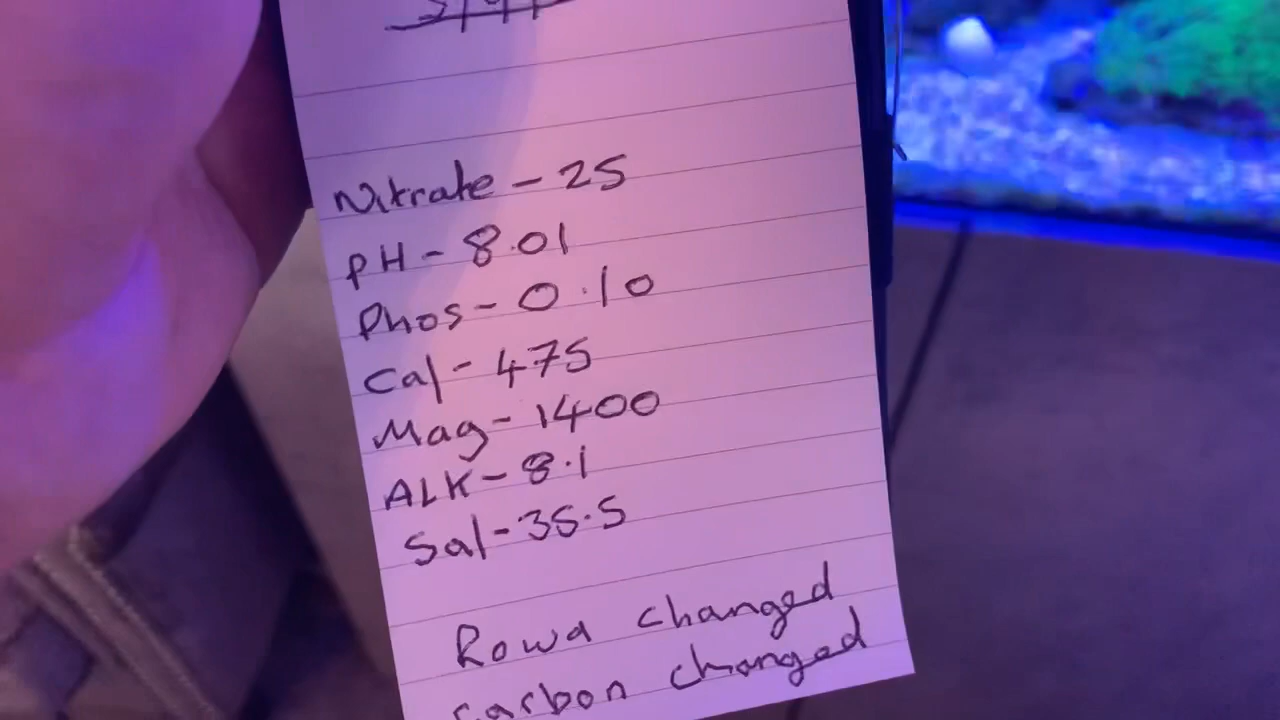 Nitrate - 25
pH - 8.01
Phos - 0.10
Cal - 475
Mag - 1400
ALK - 8.1
Sal - 35.5
Rowa changed
carbon changed